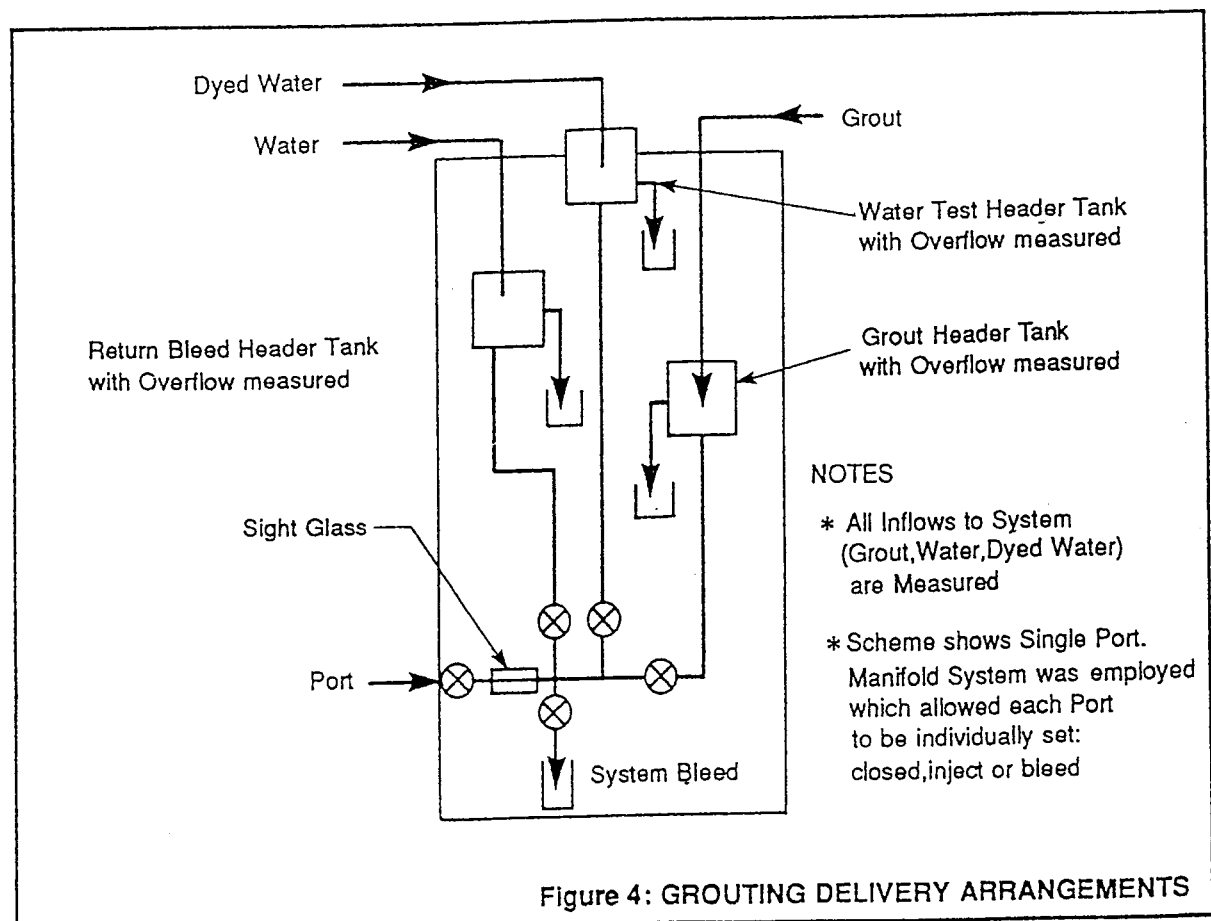 Dyed Water
Water
Grout
Water Test Header Tank
with Overflow measured
Return Bleed Header Tank
with Overflow measured
Grout Header Tank
with Overflow measured
NOTES
* All Inflows to System
(Grout,Water,Dyed Water)
are Measured
Sight Glass
* Scheme shows Single Port.
Manifold System was employed
which allowed each Port
to be individually set:
closed,inject or bleed
Port
System Bleed
Figure 4: GROUTING DELIVERY ARRANGEMENTS